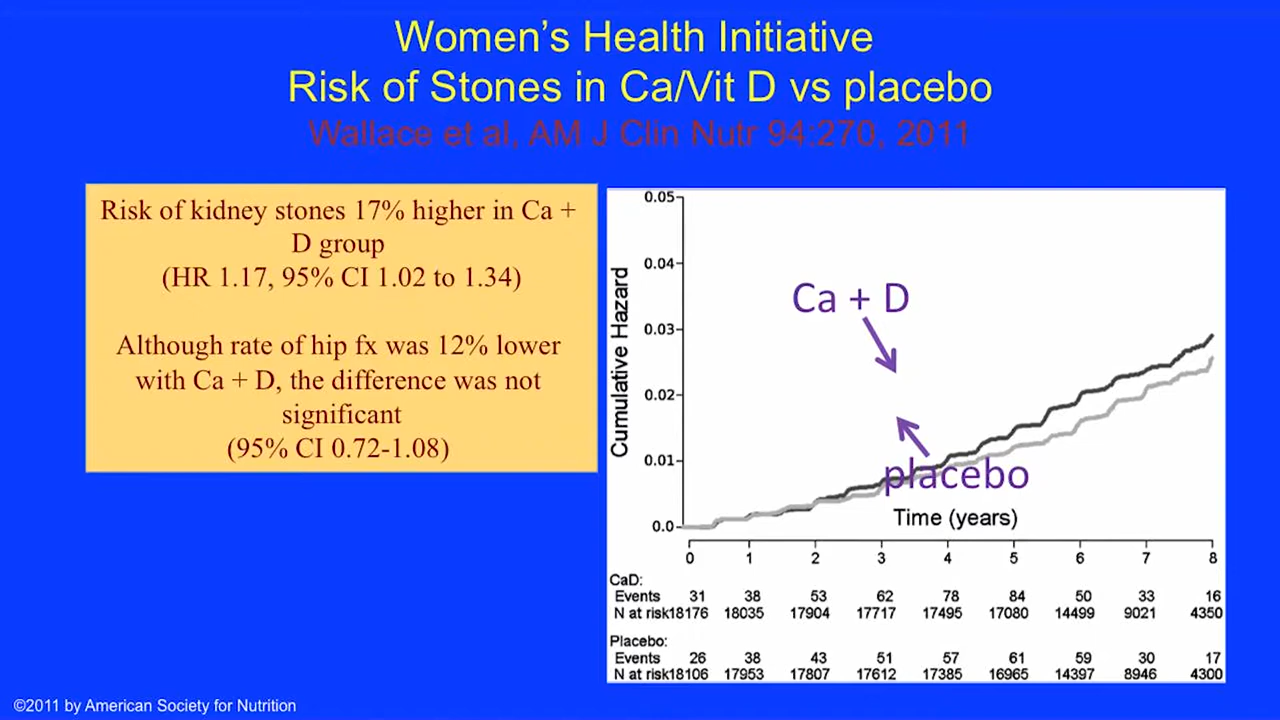 Women's Health Initiative
Risk of Stones in Ca/Vit D vs placebo
Wallace et al, AM J Clin Nutr 94:270, 2011
Risk of kidney stones 17% higher in Ca +
D group
(HR 1.17, 95% CI 1.02 to 1.34)
Although rate of hip fx was 12% lower
with Ca + D, the difference was not
significant
(95% CI 0.72-1.08)
Cumulative Hazard
0.05
0.04
0.03
0.02
0.01
0.0
Ca + D
placebo
Time (years)
0 1 2 3 4 5 6 7 8
CaD:
Events 31 38 53 62 78 84 50 33 16
N at risk18176 18035 17904 17717 17495 17080 14499 9021 4350
Placebo:
Events 26 38 43 51 57 61 59 30 17
N at risk18106 17953 17807 17612 17385 16965 14397 8946 4300
©2011 by American Society for Nutrition